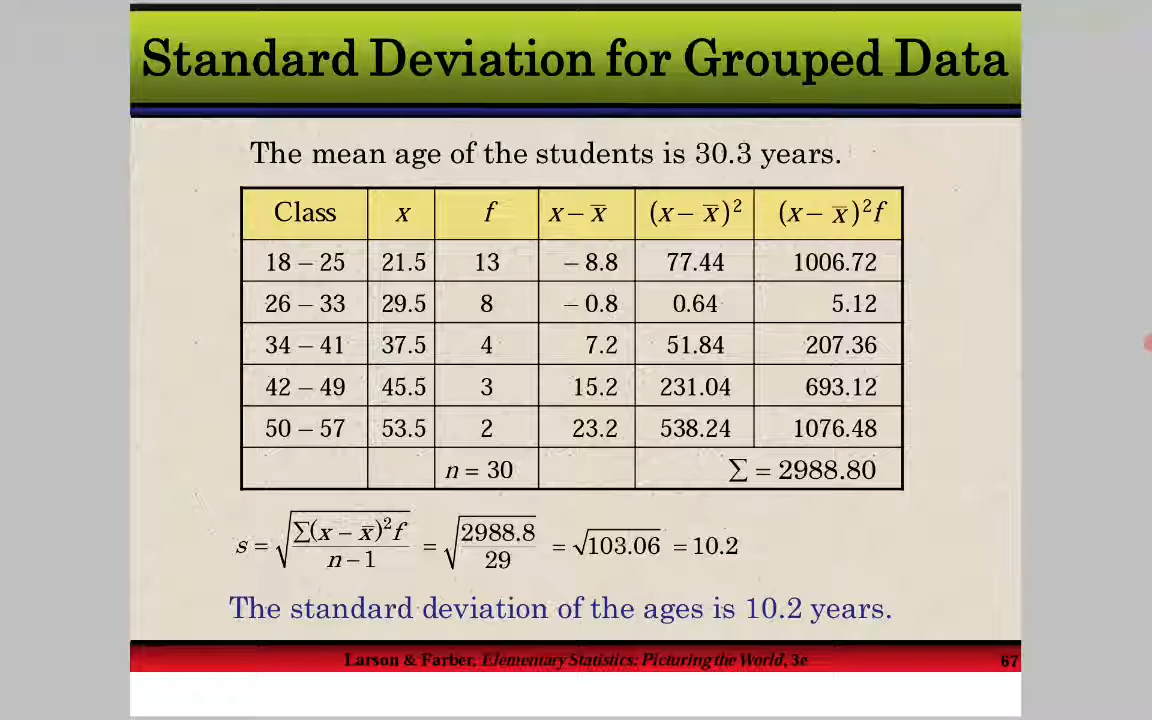 Standard Deviation for Grouped Data
The mean age of the students is 30.3 years.
Class x f x – x̅ (x – x̅)² (x – x̅)²f
18 – 25 21.5 13 – 8.8 77.44 1006.72
26 – 33 29.5 8 – 0.8 0.64 5.12
34 – 41 37.5 4 7.2 51.84 207.36
42 – 49 45.5 3 15.2 231.04 693.12
50 – 57 53.5 2 23.2 538.24 1076.48
n = 30 ∑ = 2988.80
s = √(∑(x – x̅)²f / n – 1) = √(2988.8 / 29) = √103.06 = 10.2
The standard deviation of the ages is 10.2 years.
Larson & Farber, Elementary Statistics: Picturing the World, 3e 67